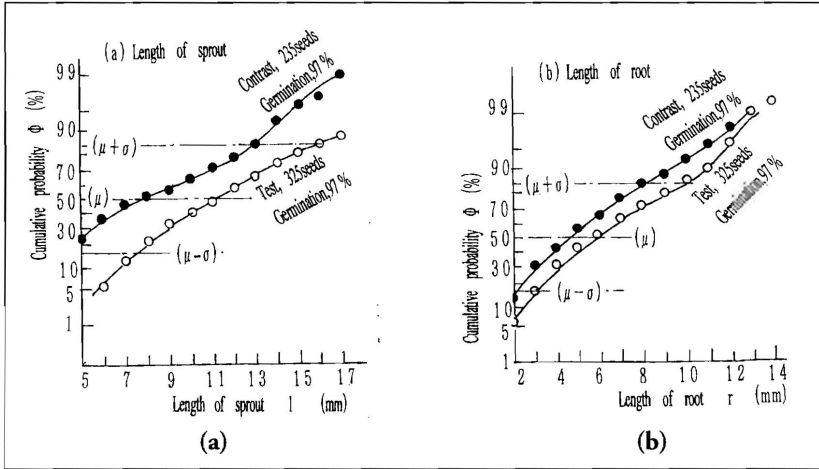 (a) Length of sprout
Contrast, 235seeds
Germination,97 %
Test, 325seeds
Germination,97 %
(μ+σ)
(μ)
(μ−σ)
Cumulative probability Φ (%)
99
90
70
50
30
10
5
1
5 7 9 11 13 15 17
Length of sprout l (mm)
(a)
(b) Length of root
Contrast, 235seeds
Germination,97 %
Test, 325seeds
Germination,97 %
(μ+σ)
(μ)
(μ−σ)
Cumulative probability Φ (%)
99
90
70
50
30
10
5
1
2 4 6 8 10 12 14
Length of root r (mm)
(b)